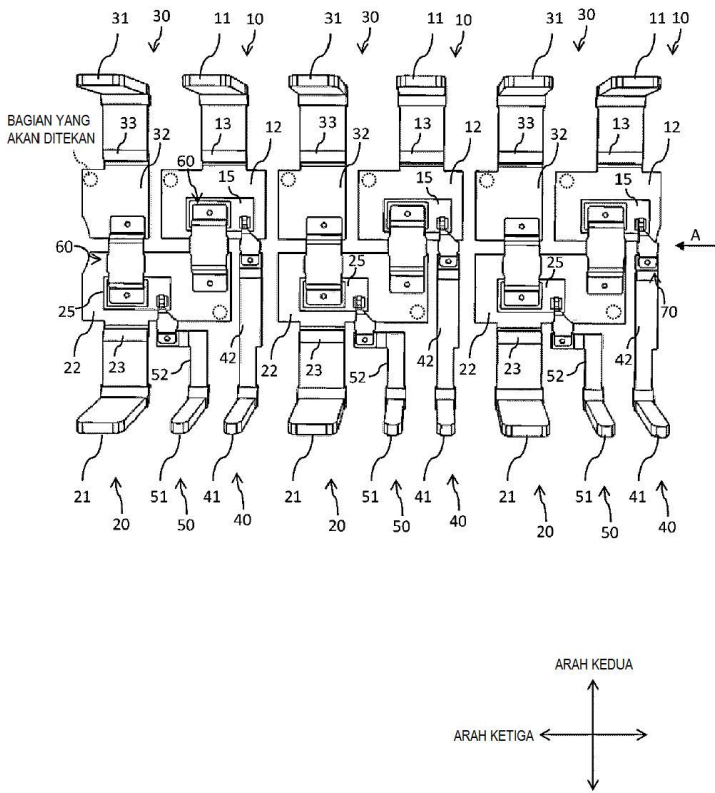 31 30 11 10 31 30 11 10 31 30 11 10
BAGIAN YANG
AKAN DITEKAN
33 32 13 12 33 32 13 12 33 32 13 12
60 15 15 15
A
60 25 25 25 70
22 23 52 42 22 23 52 42 22 23 52 42
21 51 41 21 51 41 21 51 41
20 50 40 20 50 40 20 50 40
ARAH KEDUA
ARAH KETIGA